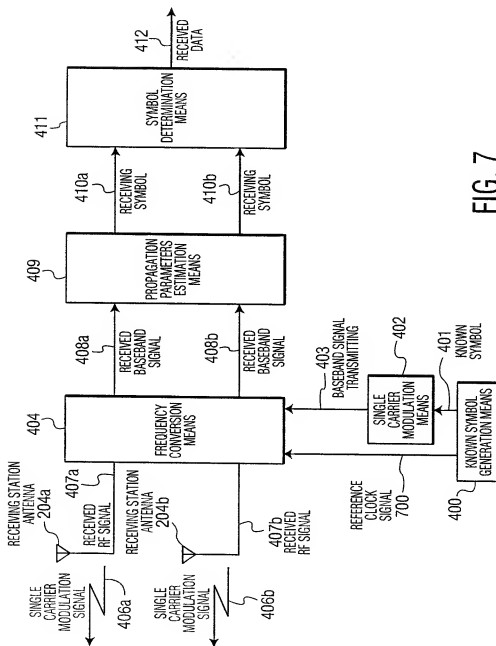 412
RECEIVED
DATA
411
SYMBOL
DETERMINATION
MEANS
410a
RECEIVING
SYMBOL
410b
RECEIVING
SYMBOL
409
PROPAGATION
PARAMETERS
ESTIMATION
MEANS
408a
RECEIVED
BASEBAND
SIGNAL
408b
RECEIVED
BASEBAND
SIGNAL
404
FREQUENCY
CONVERSION
MEANS
403
BASEBAND SIGNAL
TRANSMITTING
402
SINGLE
CARRIER
MODULATION
MEANS
401
KNOWN
SYMBOL
KNOWN SYMBOL
GENERATION MEANS
400
REFERENCE
CLOCK
SIGNAL
700
RECEIVING STATION
ANTENNA
204a
407a
RECEIVED
RF SIGNAL
RECEIVING STATION
ANTENNA
204b
407b
RECEIVED RF SIGNAL
SINGLE
CARRIER
MODULATION
SIGNAL
406a
SINGLE
CARRIER
MODULATION
SIGNAL
406b
FIG. 7